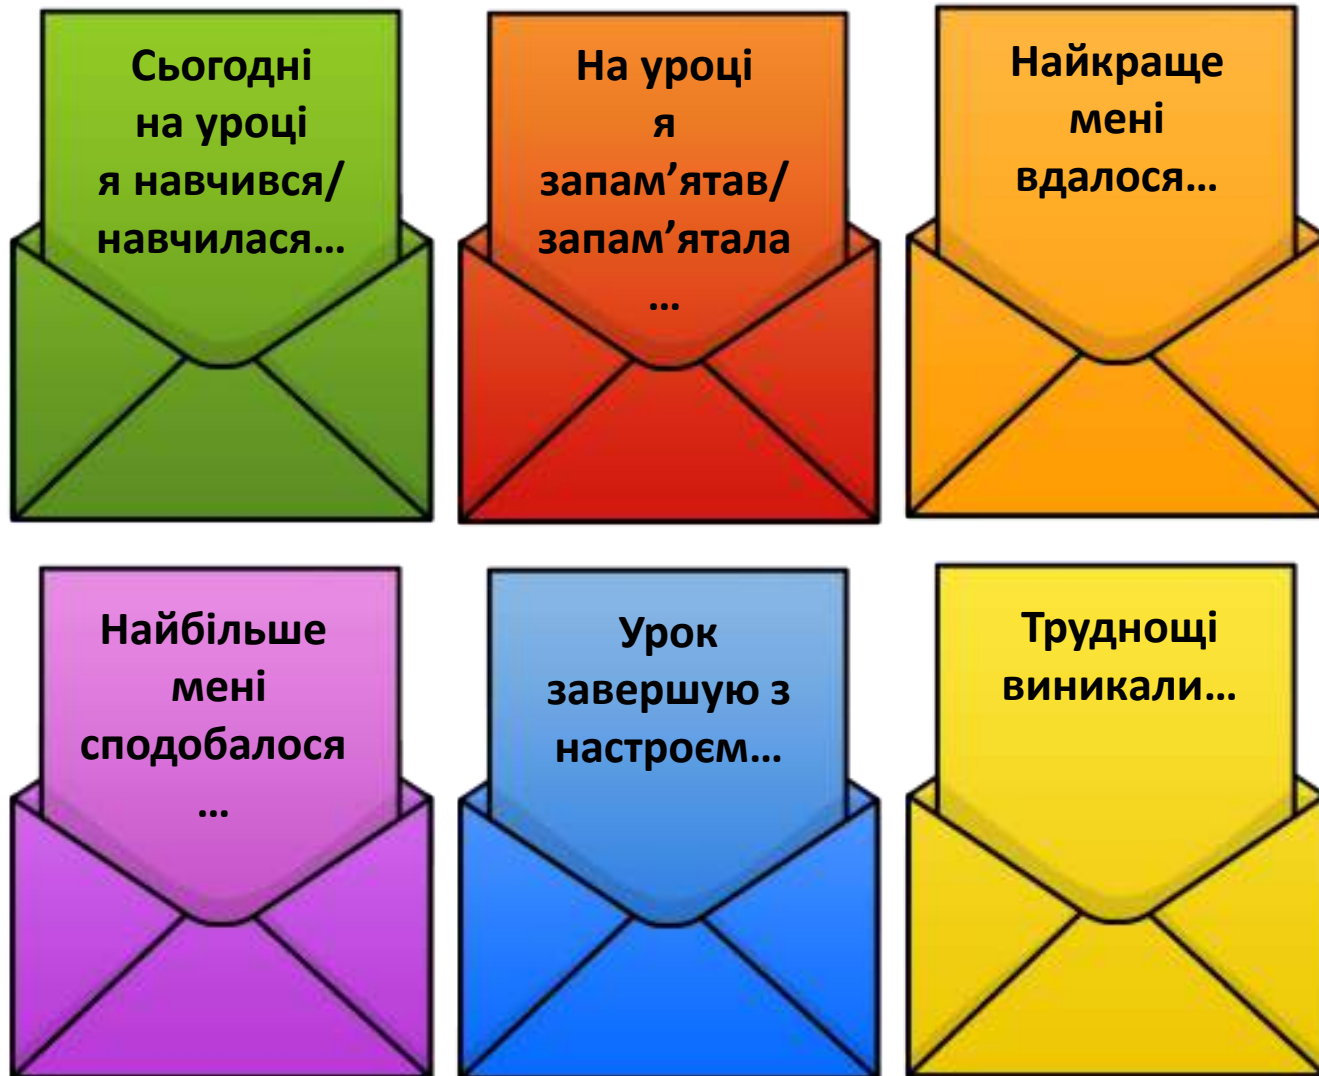 Сьогодні
на уроці
я навчився/
навчилася…
На уроці
я
запам’ятав/
запам’ятала
…
Найкраще
мені
вдалося…
Найбільше
мені
сподобалося
…
Урок
завершую з
настроєм…
Труднощі
виникали…